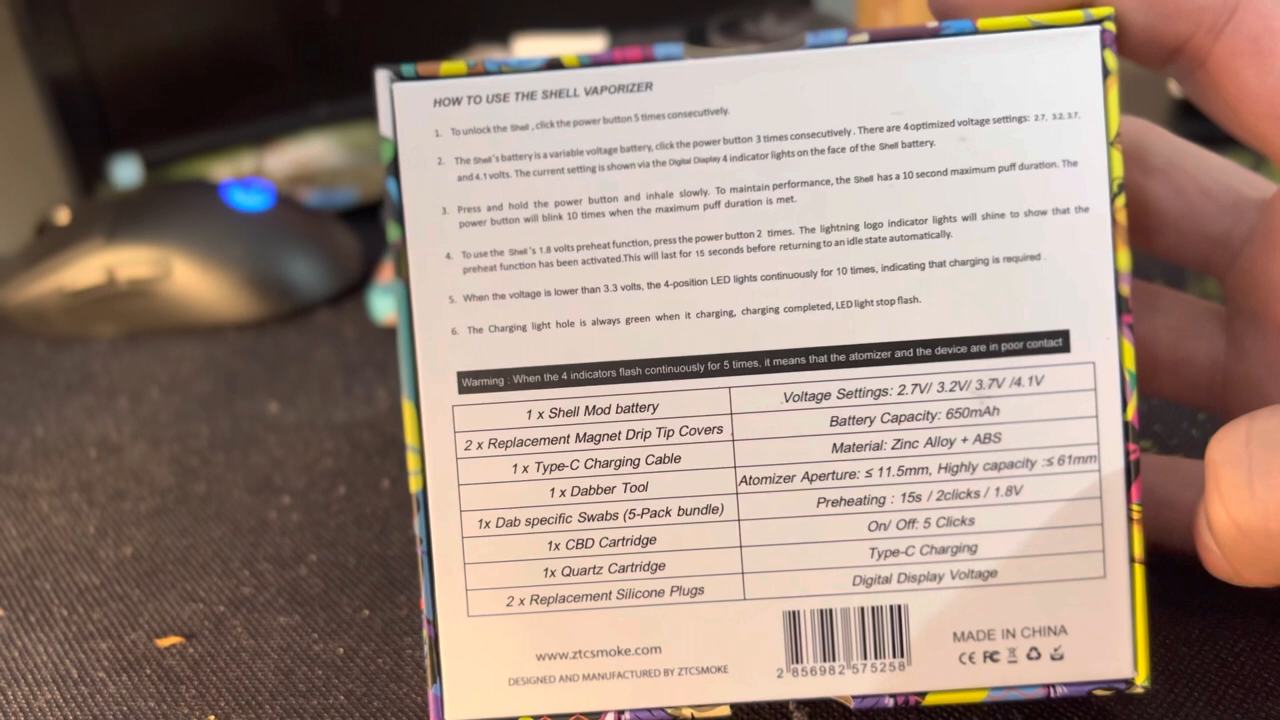 HOW TO USE THE SHELL VAPORIZER
1. To unlock the Shell , click the power button 5 times consecutively.
2. The Shell's battery is a variable voltage battery, click the power button 3 times consecutively . There are 4 optimized voltage settings: 2.7, 3.2, 3.7,
and 4.1 volts. The current setting is shown via the Digital Display 4 indicator lights on the face of the Shell battery.
3. Press and hold the power button and inhale slowly. To maintain performance, the Shell has a 10 second maximum puff duration. The
power button will blink 10 times when the maximum puff duration is met.
4. To use the Shell's 1.8 volts preheat function, press the power button 2 times. The lightning logo indicator lights will shine to show that the
preheat function has been activated.This will last for 15 seconds before returning to an idle state automatically.
5. When the voltage is lower than 3.3 volts, the 4-position LED lights continuously for 10 times, indicating that charging is required .
6. The Charging light hole is always green when it charging, charging completed, LED light stop flash.
Warming : When the 4 indicators flash continuously for 5 times, it means that the atomizer and the device are in poor contact
1 x Shell Mod battery
2 x Replacement Magnet Drip Tip Covers
1 x Type-C Charging Cable
1 x Dabber Tool
1x Dab specific Swabs (5-Pack bundle)
1x CBD Cartridge
1x Quartz Cartridge
2 x Replacement Silicone Plugs
Voltage Settings: 2.7V/ 3.2V/ 3.7V /4.1V
Battery Capacity: 650mAh
Material: Zinc Alloy + ABS
Atomizer Aperture: ≤ 11.5mm, Highly capacity :≤ 61mm
Preheating : 15s / 2clicks / 1.8V
On/ Off: 5 Clicks
Type-C Charging
Digital Display Voltage
www.ztcsmoke.com
DESIGNED AND MANUFACTURED BY ZTCSMOKE
2 856982 575258
MADE IN CHINA
CE FC